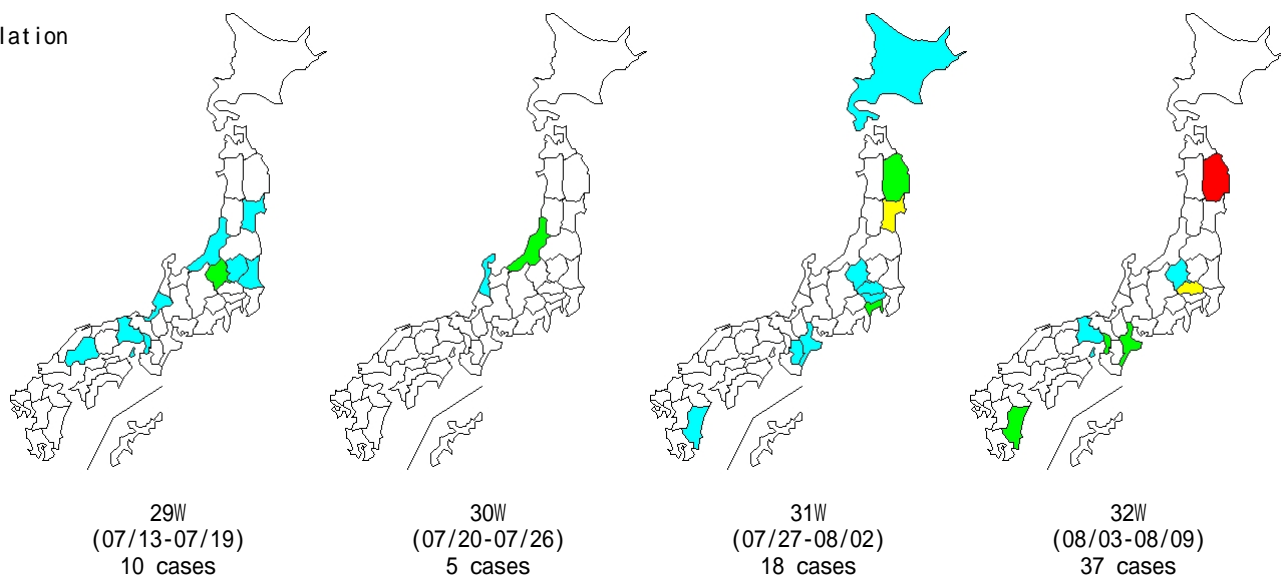 lation
29W
(07/13-07/19)
10 cases
30W
(07/20-07/26)
5 cases
31W
(07/27-08/02)
18 cases
32W
(08/03-08/09)
37 cases